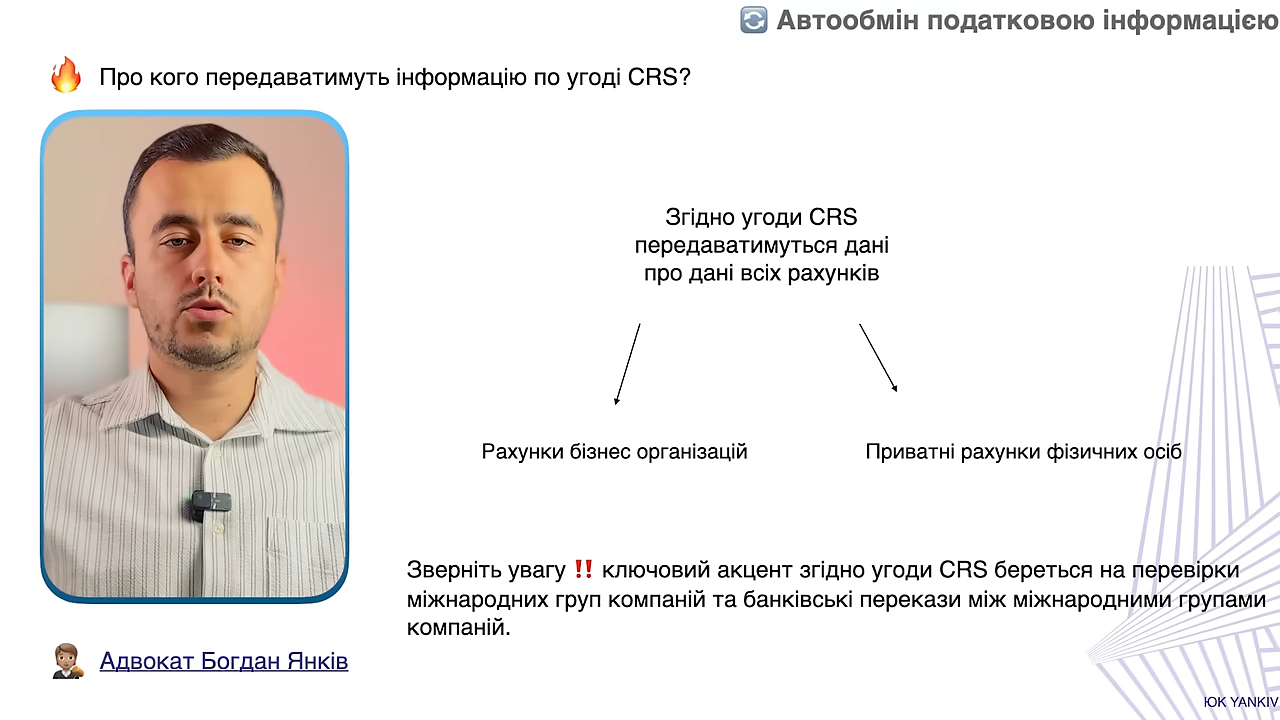 Автообмін податковою інформацією
Про кого передаватимуть інформацію по угоді CRS?
Згідно угоди CRS
передаватимуться дані
про дані всіх рахунків
Рахунки бізнес організацій
Приватні рахунки фізичних осіб
Зверніть увагу ‼️ ключовий акцент згідно угоди CRS береться на перевірки
міжнародних груп компаній та банківські перекази між міжнародними групами
компаній.
Адвокат Богдан Янків
ЮК YANKIV